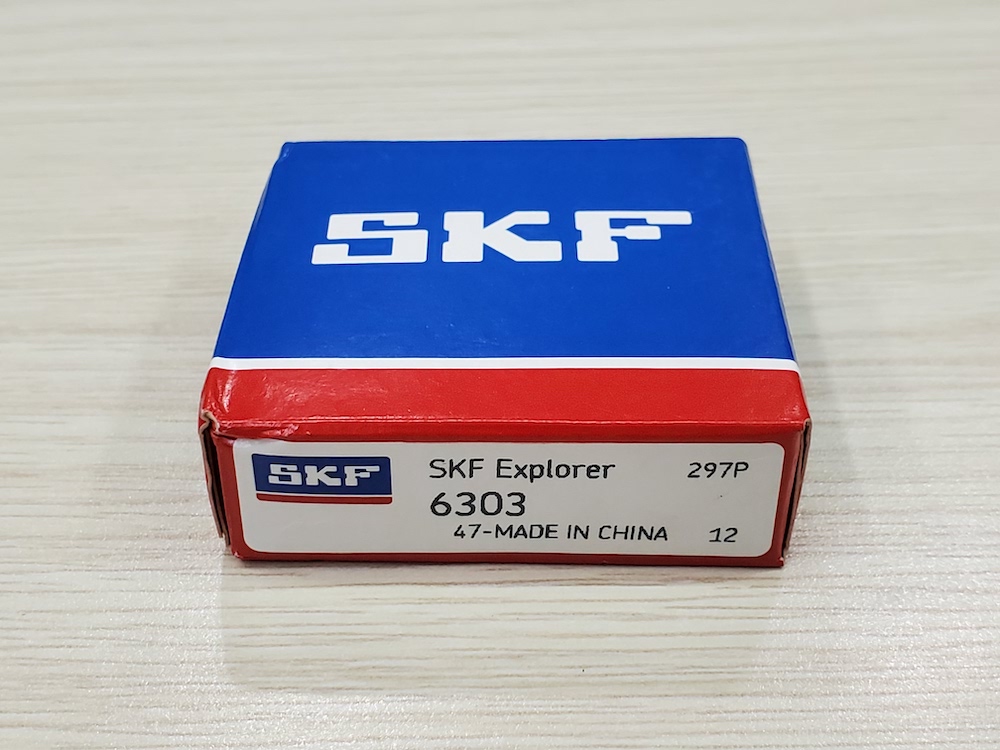 SKF
SKF
SKF Explorer 297P
6303
47-MADE IN CHINA 12